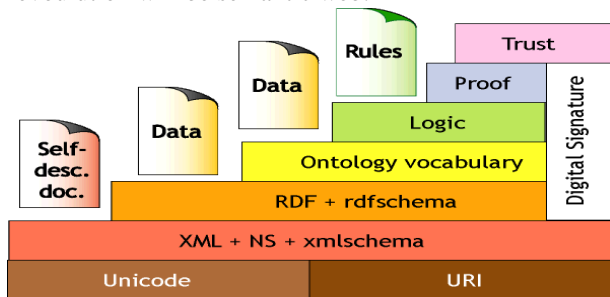 Trust
Rules
Proof
Data
Data
Logic
Digital Signature
Self-
desc.
doc.
Ontology vocabulary
RDF + rdfschema
XML + NS + xmlschema
Unicode
URI